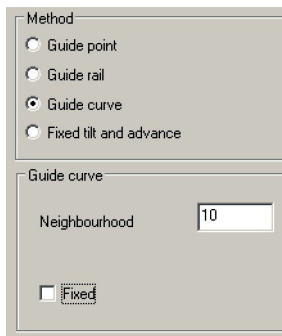 Method
Guide point
Guide rail
Guide curve
Fixed tilt and advance
Guide curve
Neighbourhood 10
Fixed